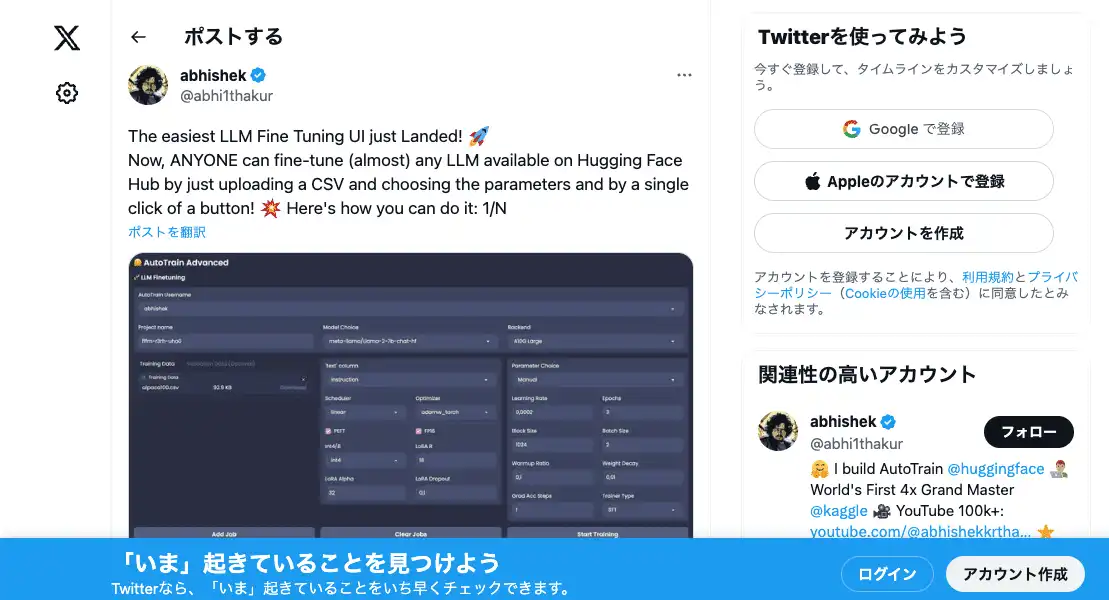 ポストする
abhishek
@abhi1thakur
The easiest LLM Fine Tuning UI just Landed! 🚀
Now, ANYONE can fine-tune (almost) any LLM available on Hugging Face
Hub by just uploading a CSV and choosing the parameters and by a single
click of a button! 💥 Here's how you can do it: 1/N
ポストを翻訳
🤗 AutoTrain Advanced
LLM Finetuning
AutoTrain Username
abhishek
Project name
Model Choice
Backend
meta-llama/Llama-2-7b-chat-hf
A10G Large
Training Data
Training Data
alpaca100.csv
92.9 KB
Download
Text column
instruction
Parameter Choice
Manual
Scheduler
Optimizer
linear
adamw_torch
PEFT
FP16
Int4/8
LoRA R
int4
16
LoRA Alpha
LoRA Dropout
32
0,1
Learning Rate
Epochs
0,0002
3
Block Size
Batch Size
1024
2
Warmup Ratio
Weight Decay
0,1
0,01
Grad Acc Steps
Trainer Type
1
SFT
Add Job
Clear Jobs
Start Training
Twitterを使ってみよう
今すぐ登録して、タイムラインをカスタマイズしましょ
う。
Google で登録
Appleのアカウントで登録
アカウントを作成
アカウントを登録することにより、利用規約とプライバ
シーポリシー（Cookieの使用を含む）に同意したとみ
なされます。
関連性の高いアカウント
abhishek
@abhi1thakur
フォロー
🤗 I build AutoTrain @huggingface 👨🏽‍💻
World's First 4x Grand Master
@kaggle 🎥 YouTube 100k+:
youtube.com/@abhishekkrtha… ⭐
「いま」起きていることを見つけよう
Twitterなら、「いま」起きていることをいち早くチェックできます。
ログイン
アカウント作成